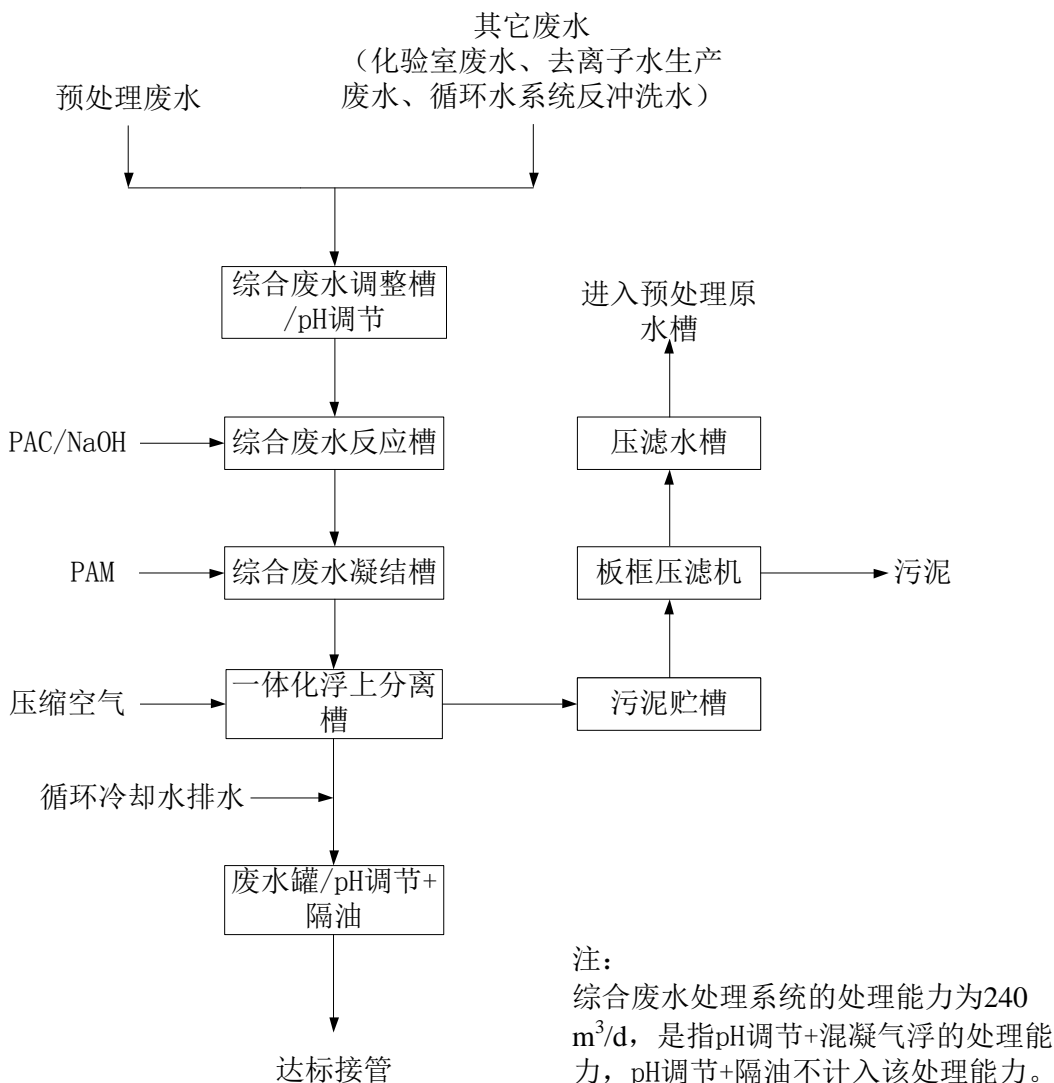 其它废水
（化验室废水、去离子水生产
废水、循环水系统反冲洗水）
预处理废水
综合废水调整槽
/pH调节
进入预处理原
水槽
PAC/NaOH
综合废水反应槽
压滤水槽
PAM
综合废水凝结槽
板框压滤机
污泥
压缩空气
一体化浮上分离
槽
污泥贮槽
循环冷却水排水
废水罐/pH调节+
隔油
注：
综合废水处理系统的处理能力为240
m³/d，是指pH调节+混凝气浮的处理能
力，pH调节+隔油不计入该处理能力。
达标接管